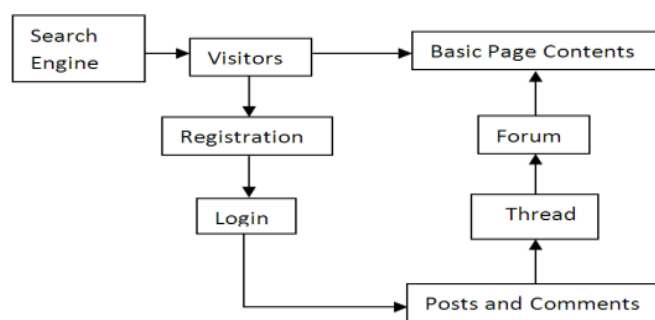 Search
Engine
Visitors
Basic Page Contents
Registration
Forum
Login
Thread
Posts and Comments